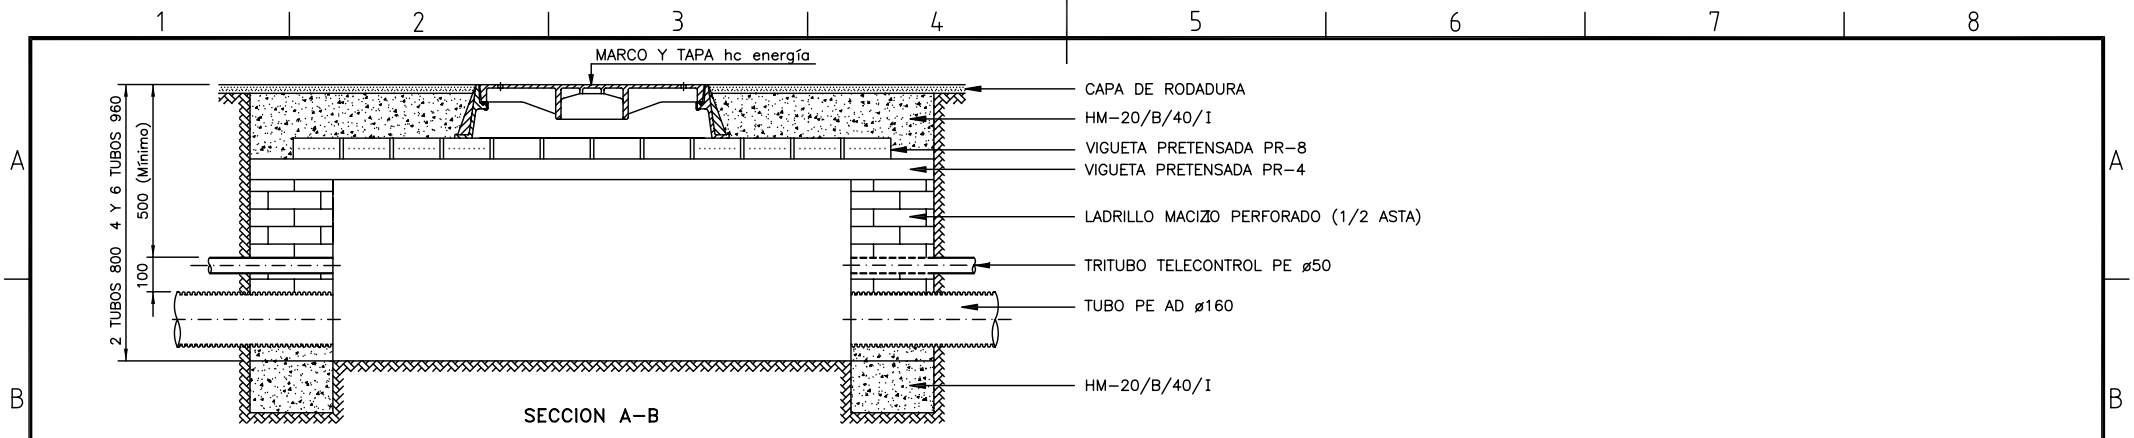 1 2 3 4 5 6 7 8
MARCO Y TAPA hc energía
CAPA DE RODADURA
HM-20/B/40/I
VIGUETA PRETENSADA PR-8
VIGUETA PRETENSADA PR-4
LADRILLO MACIZO PERFORADO (1/2 ASTA)
TRITUBO TELECONTROL PE ø50
TUBO PE AD ø160
HM-20/B/40/I
2 TUBOS 800 4 Y 6 TUBOS 960
500 (Mínimo)
100
A A
B B
SECCION A-B